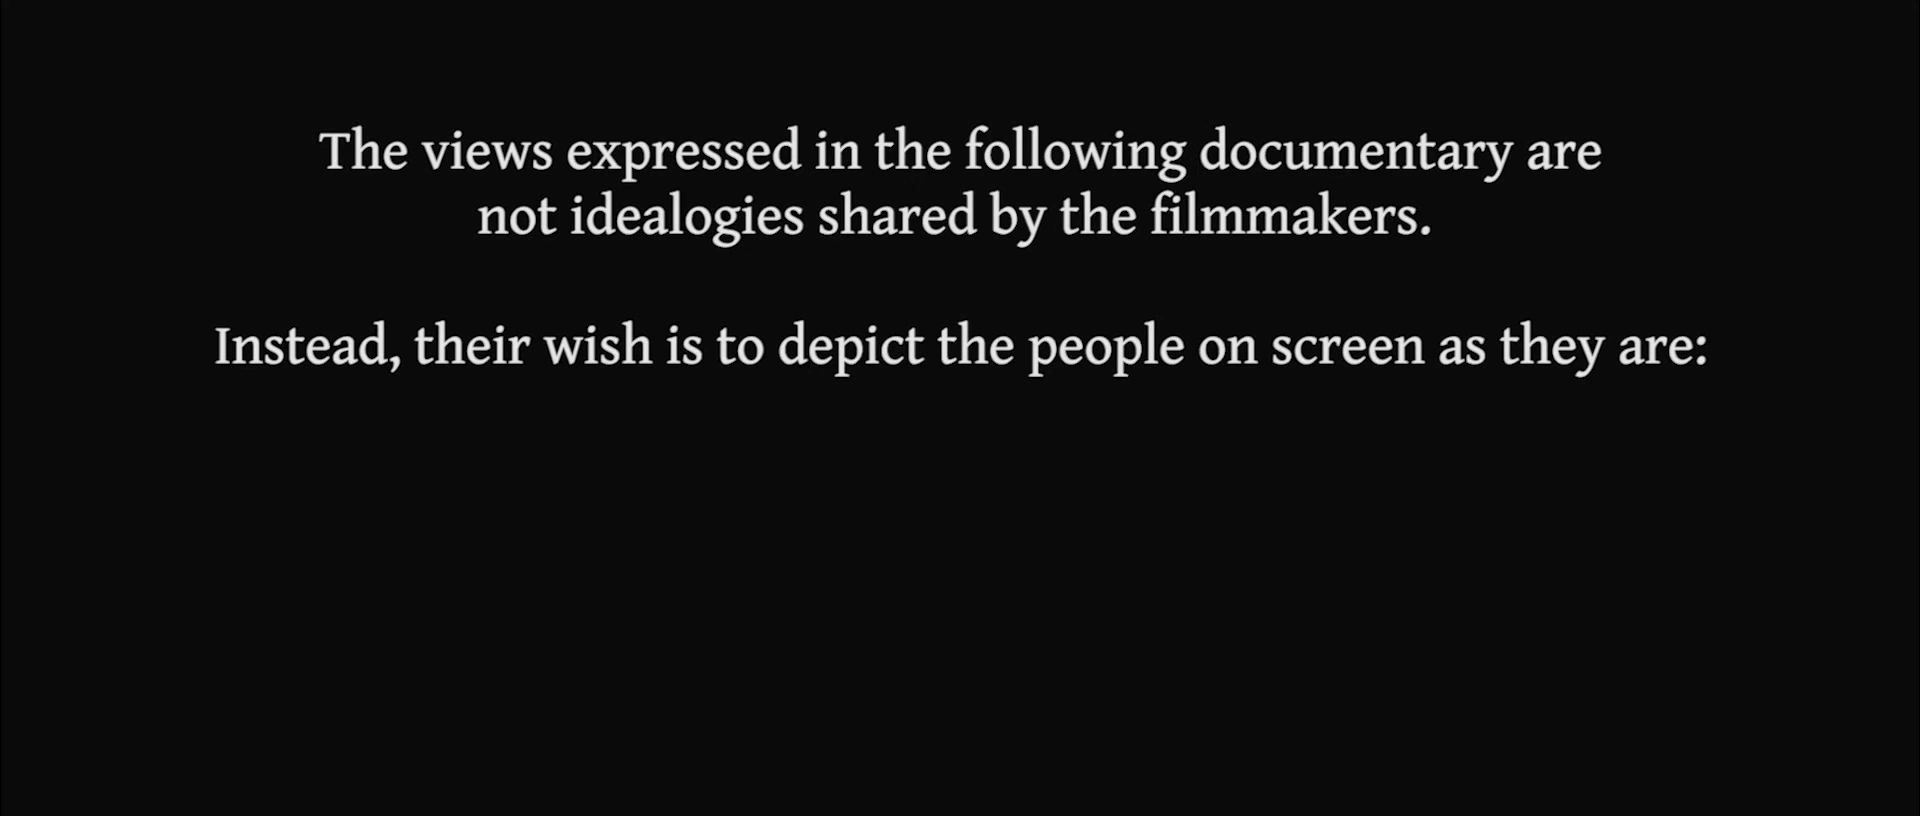 The views expressed in the following documentary are
not idealogies shared by the filmmakers.
Instead, their wish is to depict the people on screen as they are: